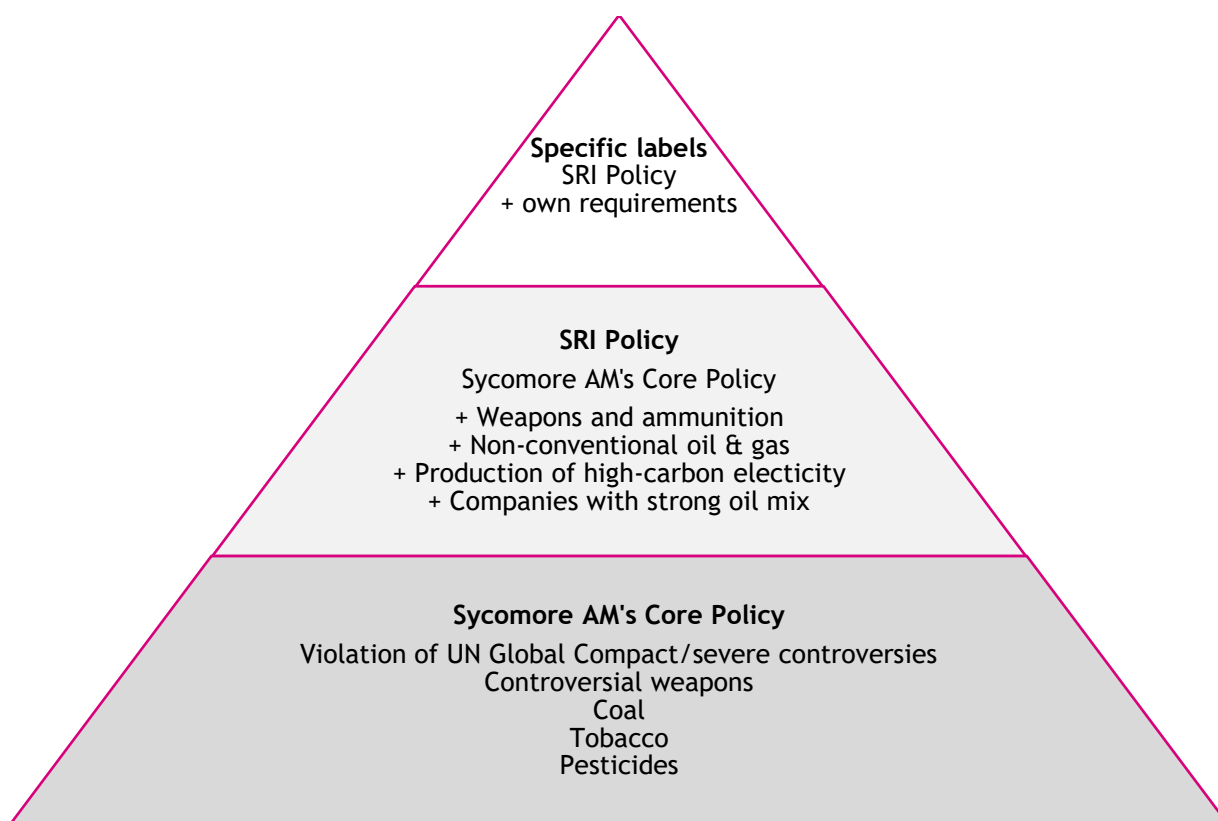 Specific labels
SRI Policy
+ own requirements
SRI Policy
Sycomore AM's Core Policy
+ Weapons and ammunition
+ Non-conventional oil & gas
+ Production of high-carbon electicity
+ Companies with strong oil mix
Sycomore AM's Core Policy
Violation of UN Global Compact/severe controversies
Controversial weapons
Coal
Tobacco
Pesticides